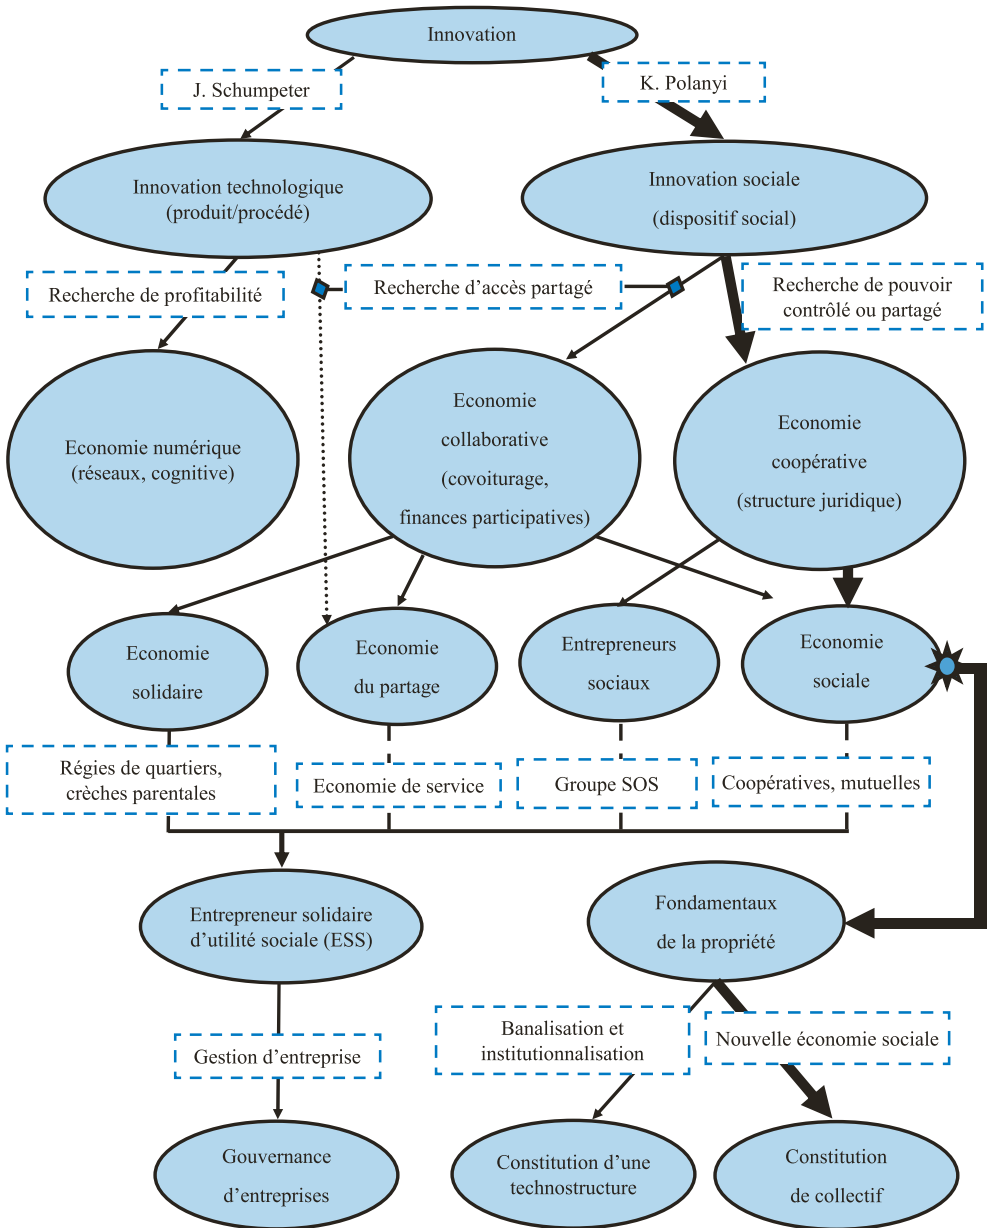 Innovation
J. Schumpeter
K. Polanyi
Innovation technologique
(produit/procédé)
Innovation sociale
(dispositif social)
Recherche de profitabilité
Recherche d’accès partagé
Recherche de pouvoir
contrôlé ou partagé
Economie numérique
(réseaux, cognitive)
Economie
collaborative
(covoiturage,
finances participatives)
Economie
coopérative
(structure juridique)
Economie
solidaire
Economie
du partage
Entrepreneurs
sociaux
Economie
sociale
Régies de quartiers,
crèches parentales
Economie de service
Groupe SOS
Coopératives, mutuelles
Entrepreneur solidaire
d’utilité sociale (ESS)
Fondamentaux
de la propriété
Gestion d’entreprise
Banalisation et
institutionnalisation
Nouvelle économie sociale
Gouvernance
d’entreprises
Constitution d’une
technostructure
Constitution
de collectif